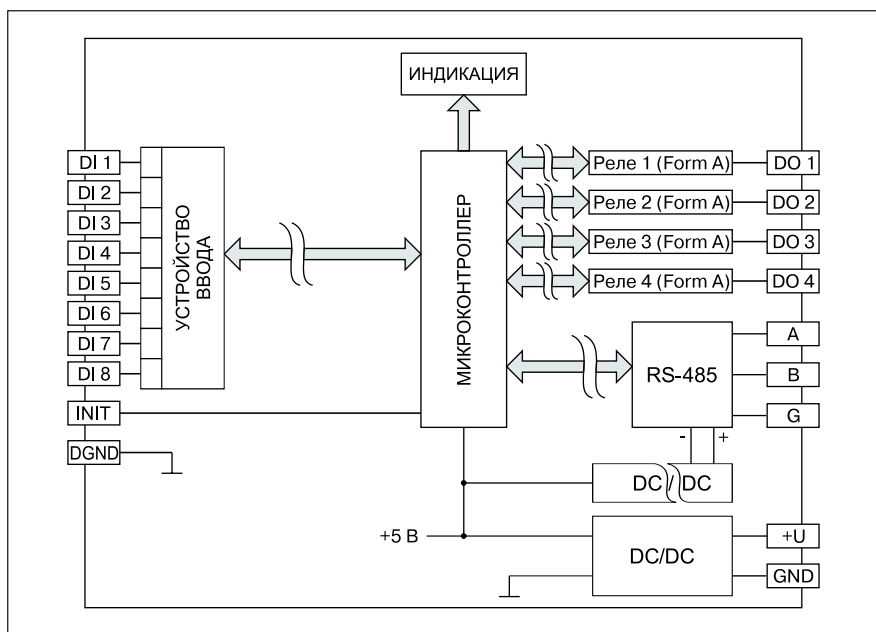 ИНДИКАЦИЯ
DI 1
DI 2
DI 3
DI 4
DI 5
DI 6
DI 7
DI 8
INIT
DGND
УСТРОЙСТВО
ВВОДА
МИКРОКОНТРОЛЛЕР
Реле 1 (Form A)
DO 1
Реле 2 (Form A)
DO 2
Реле 3 (Form A)
DO 3
Реле 4 (Form A)
DO 4
RS-485
A
B
G
- +
DC / DC
+5 В
DC/DC
+U
GND